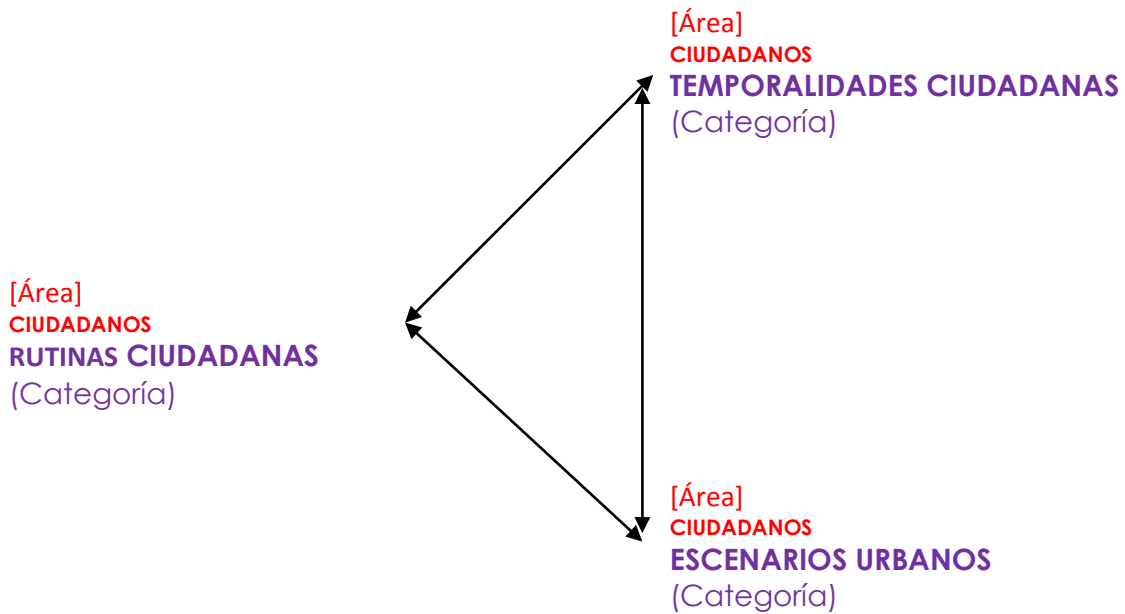 [Área]
CIUDADANOS
TEMPORALIDADES CIUDADANAS
(Categoría)
[Área]
CIUDADANOS
RUTINAS CIUDADANAS
(Categoría)
[Área]
CIUDADANOS
ESCENARIOS URBANOS
(Categoría)